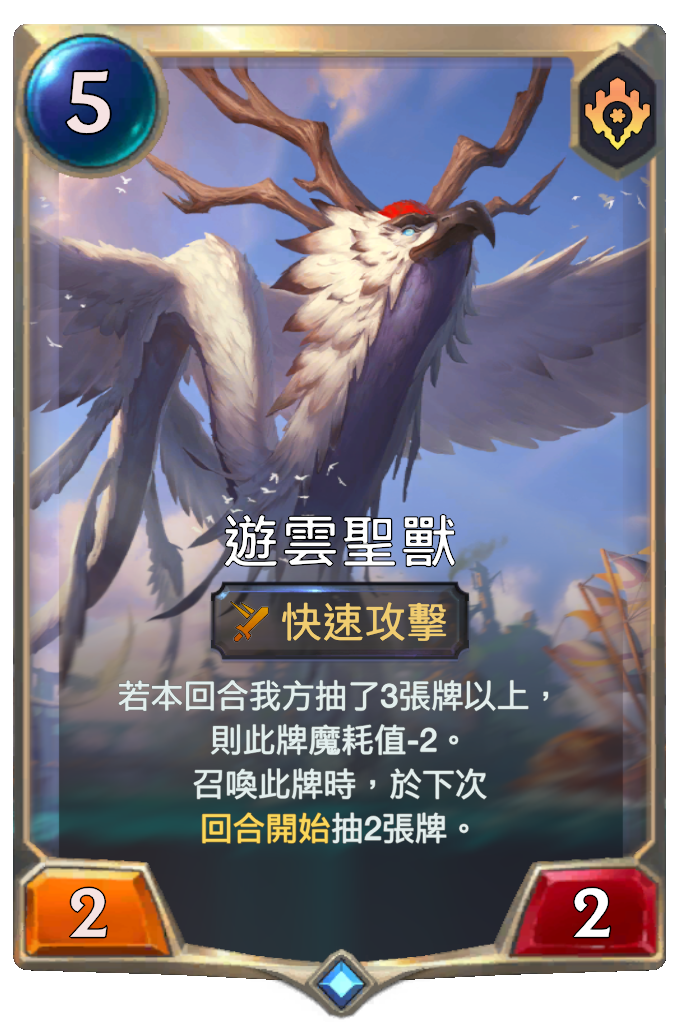 5
遊雲聖獸
快速攻擊
若本回合我方抽了3張牌以上，
則此牌魔耗值-2。
召喚此牌時，於下次
回合開始抽2張牌。
2
2